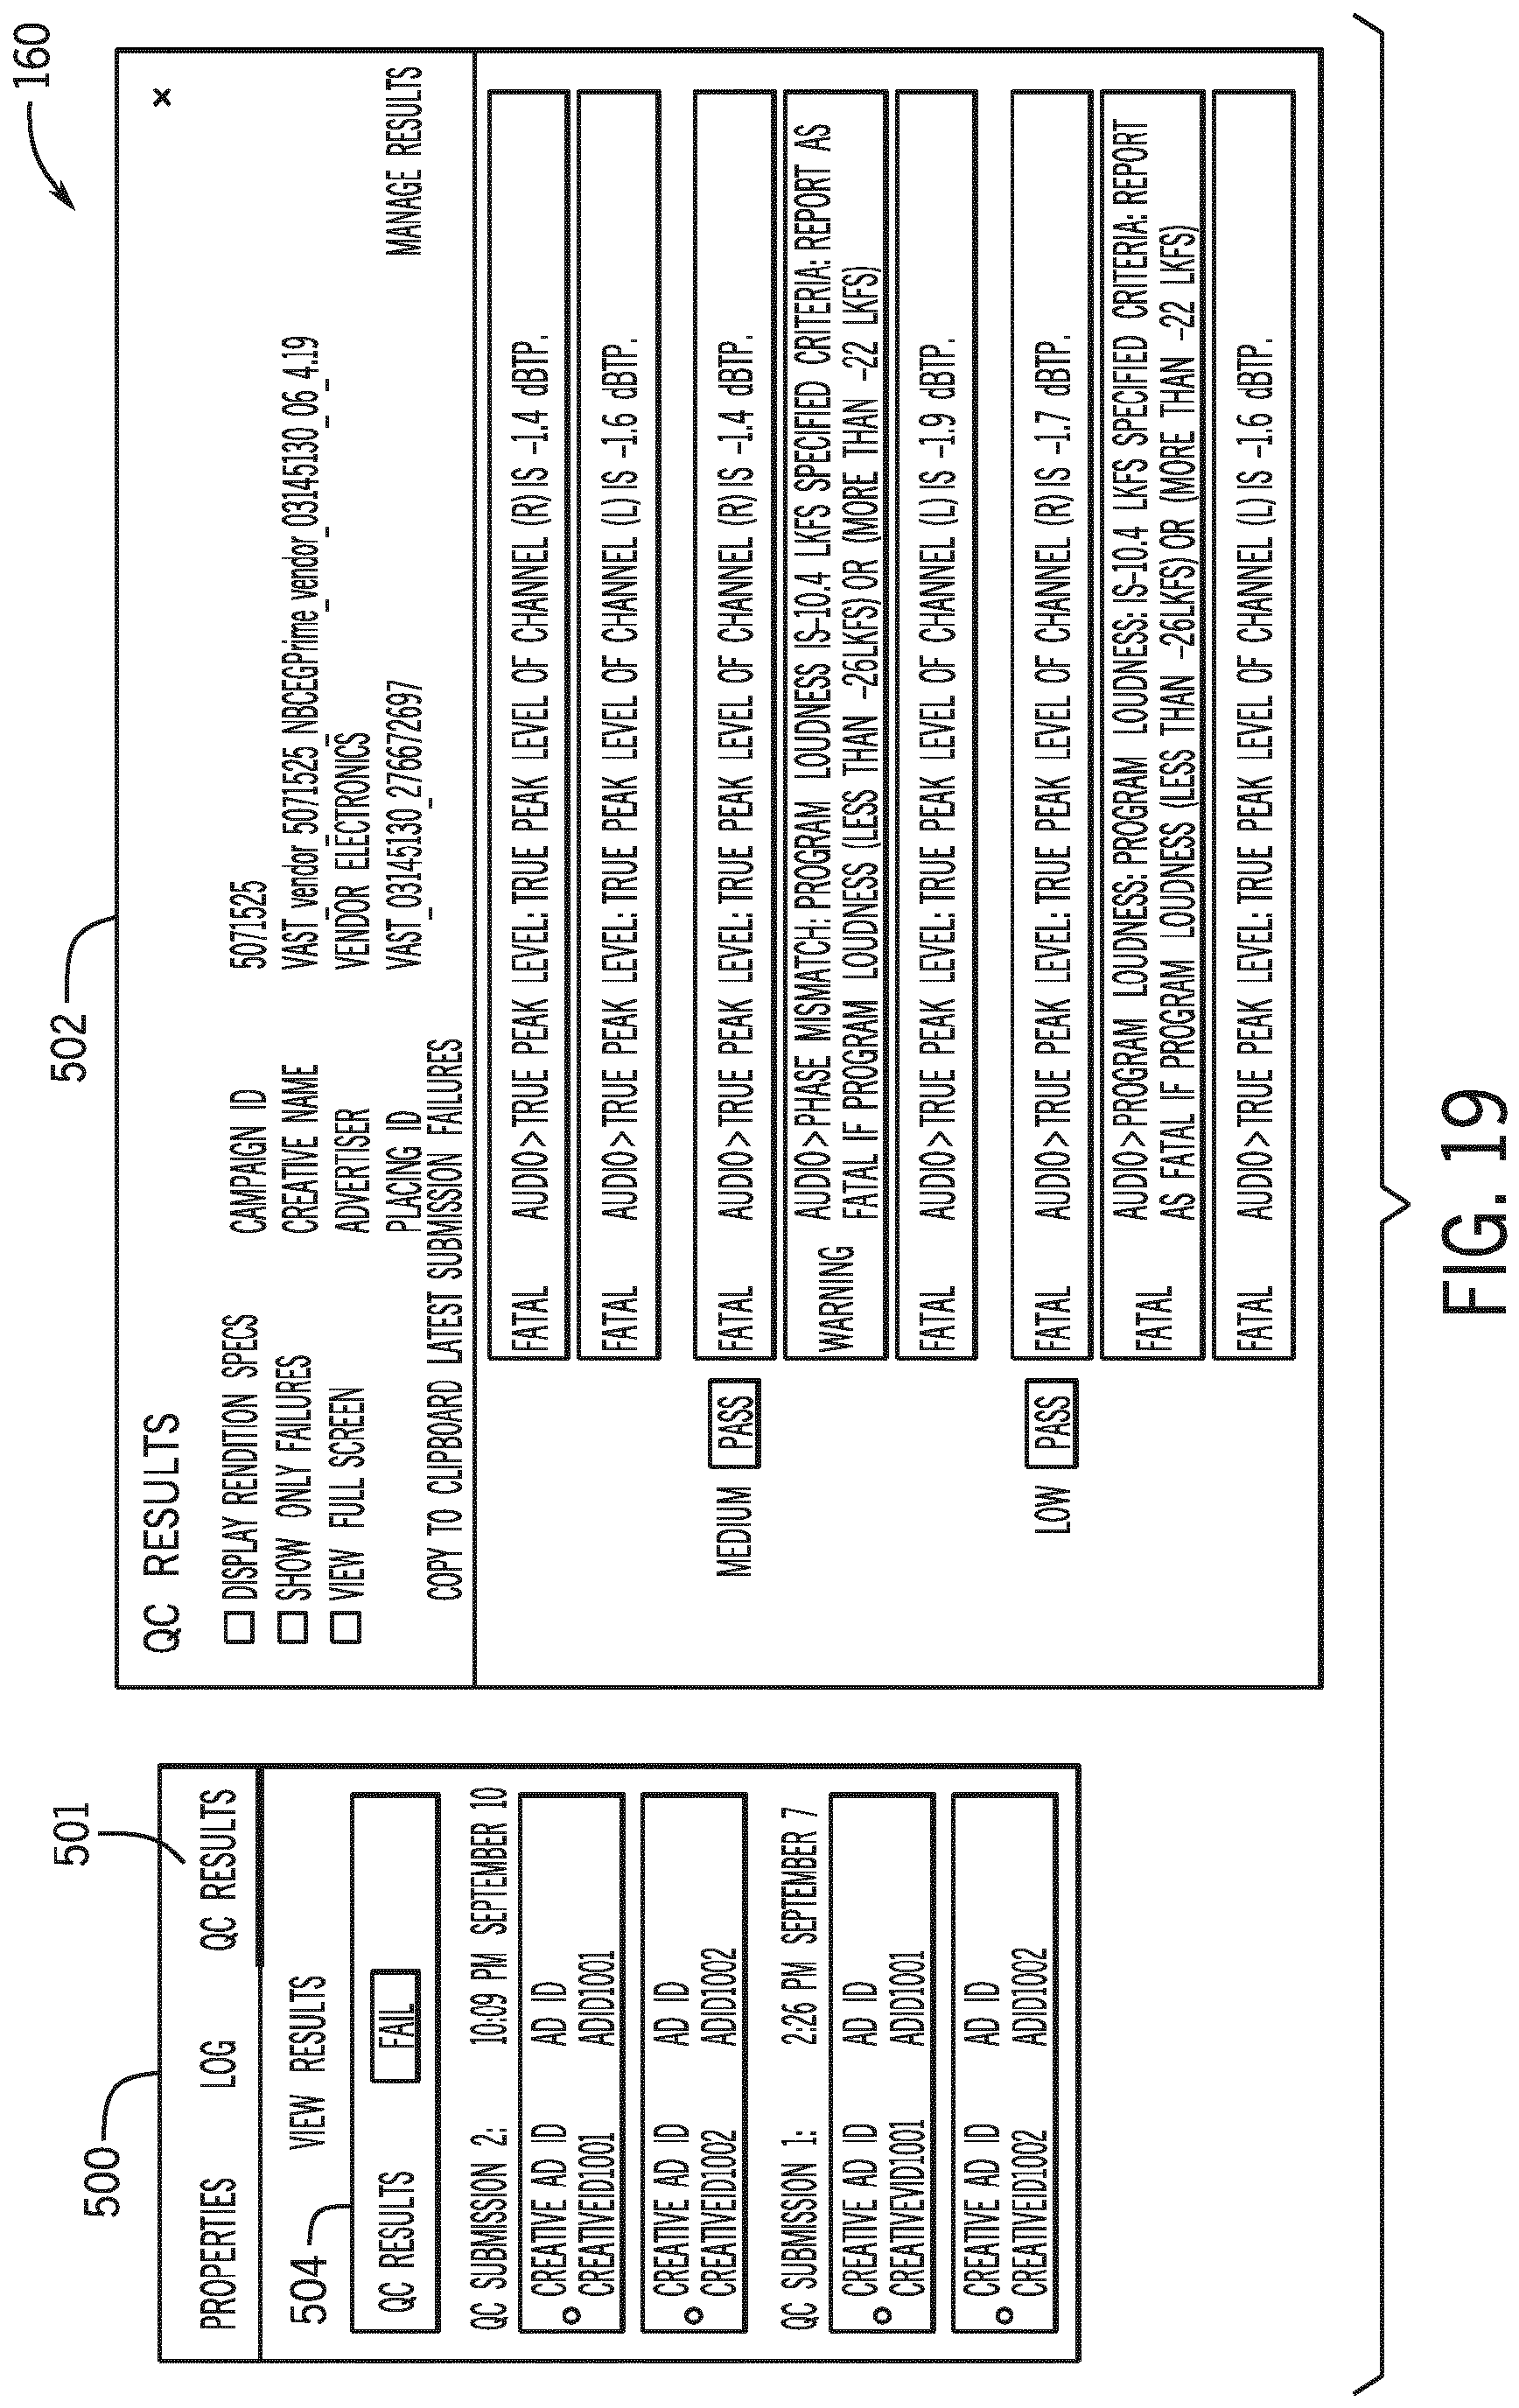 160
500
501
PROPERTIES LOG QC RESULTS
504
VIEW RESULTS
QC RESULTS FAIL
QC SUBMISSION 2: 10:09 PM SEPTEMBER 10
CREATIVE AD ID AD ID
CREATIVEID1001 ADID1001
CREATIVE AD ID AD ID
CREATIVEID1002 ADID1002
QC SUBMISSION 1: 2:26 PM SEPTEMBER 7
CREATIVE AD ID AD ID
CREATIVEVID1001 ADID1001
CREATIVE AD ID AD ID
CREATIVEID1002 ADID1002
502
QC RESULTS ×
DISPLAY RENDITION SPECS CAMPAIGN ID 5071525
SHOW ONLY FAILURES CREATIVE NAME VAST_vendor_5071525_NBCEGPrime_vendor_03145130_06_4.19
VIEW FULL SCREEN ADVERTISER VENDOR ELECTRONICS
PLACING ID VAST_03145130_276672697 MANAGE RESULTS
COPY TO CLIPBOARD LATEST SUBMISSION FAILURES
FATAL AUDIO>TRUE PEAK LEVEL: TRUE PEAK LEVEL OF CHANNEL (R) IS -1.4 dBTP.
FATAL AUDIO>TRUE PEAK LEVEL: TRUE PEAK LEVEL OF CHANNEL (L) IS -1.6 dBTP.
MEDIUM PASS FATAL AUDIO>TRUE PEAK LEVEL: TRUE PEAK LEVEL OF CHANNEL (R) IS -1.4 dBTP.
WARNING AUDIO>PHASE MISMATCH: PROGRAM LOUDNESS IS-10.4 LKFS SPECIFIED CRITERIA: REPORT AS
FATAL IF PROGRAM LOUDNESS (LESS THAN -26LKFS) OR (MORE THAN -22 LKFS)
FATAL AUDIO>TRUE PEAK LEVEL: TRUE PEAK LEVEL OF CHANNEL (L) IS -1.9 dBTP.
LOW PASS FATAL AUDIO>TRUE PEAK LEVEL: TRUE PEAK LEVEL OF CHANNEL (R) IS -1.7 dBTP.
FATAL AUDIO>PROGRAM LOUDNESS: PROGRAM LOUDNESS: IS-10.4 LKFS SPECIFIED CRITERIA: REPORT
AS FATAL IF PROGRAM LOUDNESS (LESS THAN -26LKFS) OR (MORE THAN -22 LKFS)
FATAL AUDIO>TRUE PEAK LEVEL: TRUE PEAK LEVEL OF CHANNEL (L) IS -1.6 dBTP.
FIG. 19